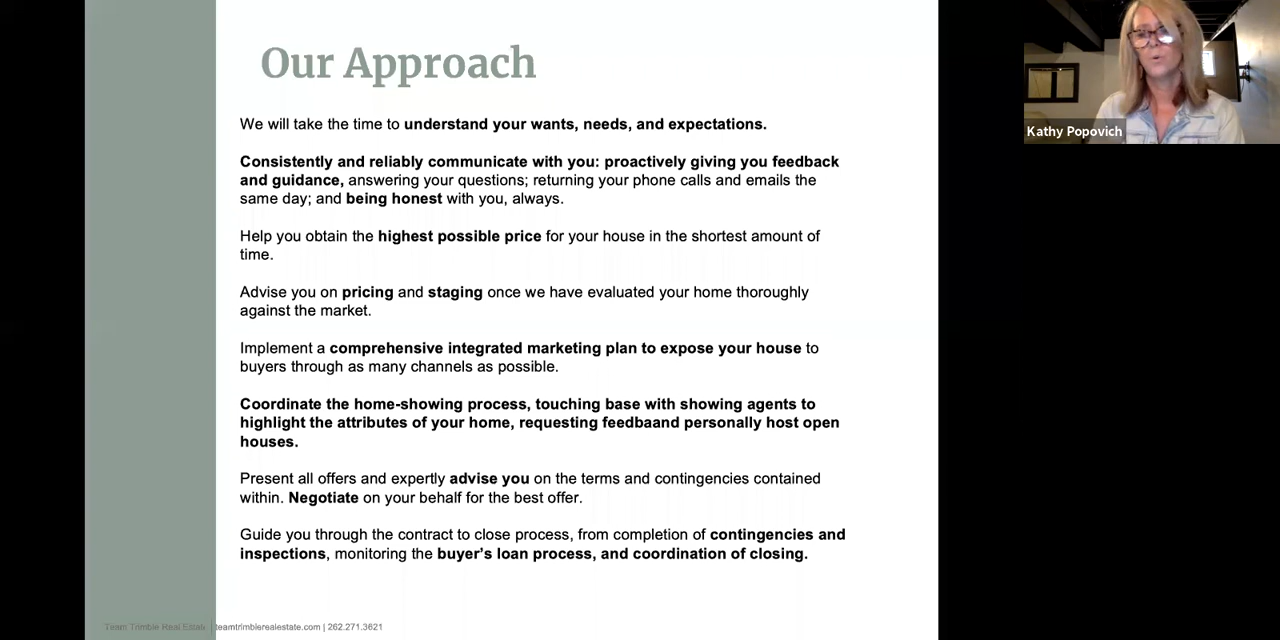 Our Approach
We will take the time to understand your wants, needs, and expectations.
Consistently and reliably communicate with you: proactively giving you feedback
and guidance, answering your questions; returning your phone calls and emails the
same day; and being honest with you, always.
Help you obtain the highest possible price for your house in the shortest amount of
time.
Advise you on pricing and staging once we have evaluated your home thoroughly
against the market.
Implement a comprehensive integrated marketing plan to expose your house to
buyers through as many channels as possible.
Coordinate the home-showing process, touching base with showing agents to
highlight the attributes of your home, requesting feedbaand personally host open
houses.
Present all offers and expertly advise you on the terms and contingencies contained
within. Negotiate on your behalf for the best offer.
Guide you through the contract to close process, from completion of contingencies and
inspections, monitoring the buyer's loan process, and coordination of closing.
Team Trimble Real Estate | teamtrimblerealestate.com | 262.271.3621
Kathy Popovich